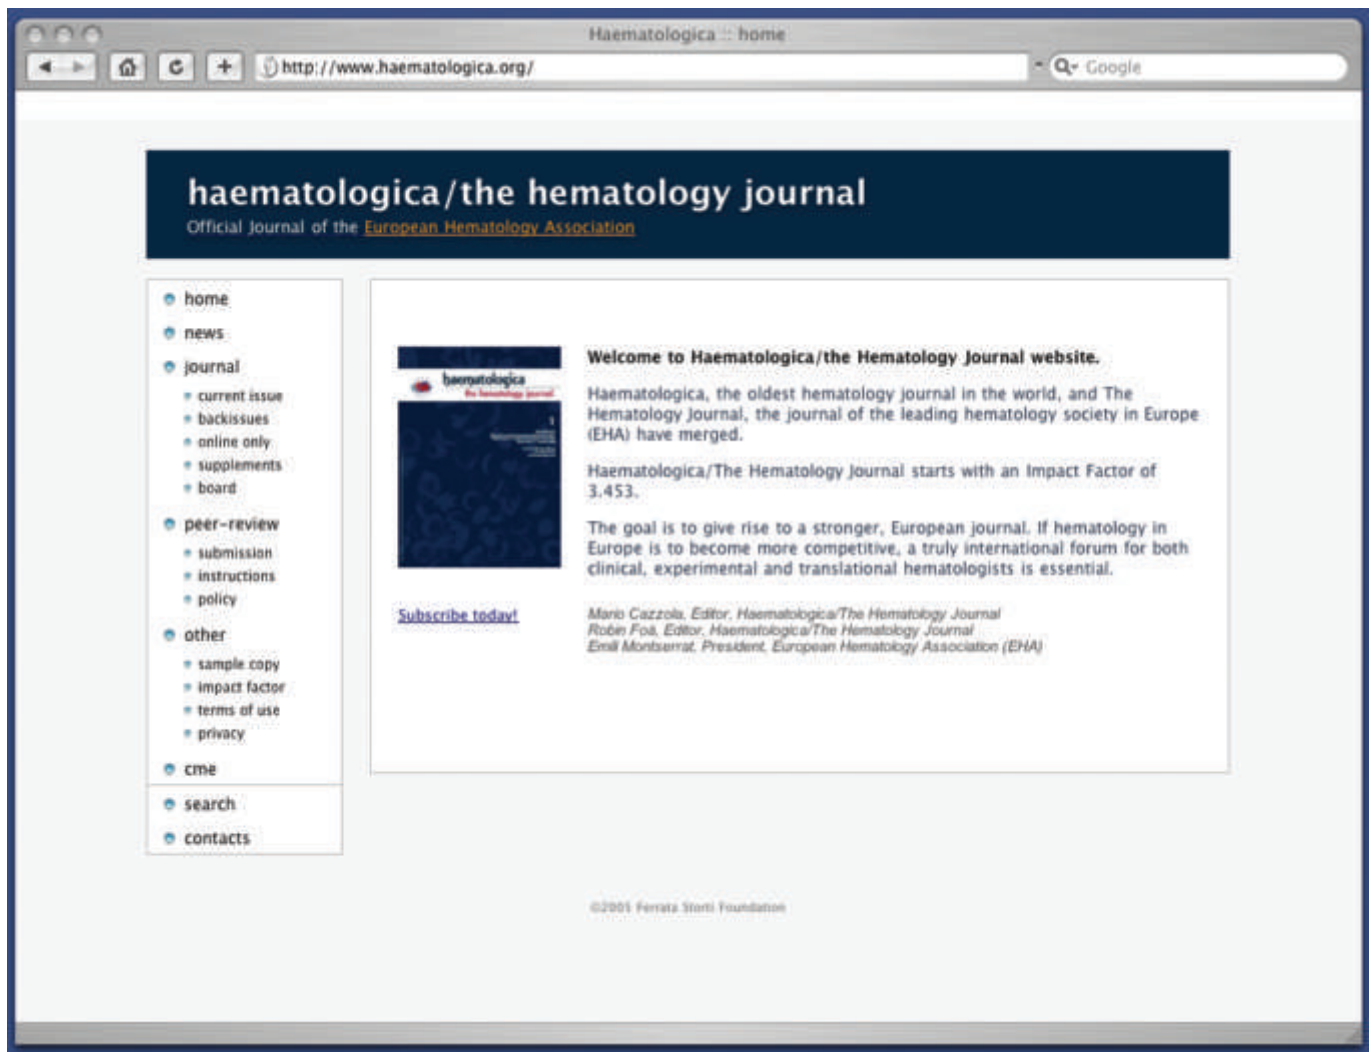 Haematologica :: home
http://www.haematologica.org/
Google
haematologica/the hematology journal
Official Journal of the European Hematology Association
home
news
journal
current issue
backissues
online only
supplements
board
peer-review
submission
instructions
policy
other
sample copy
impact factor
terms of use
privacy
cme
search
contacts
haematologica
the hematology journal
1
Subscribe today!
Welcome to Haematologica/the Hematology Journal website.
Haematologica, the oldest hematology journal in the world, and The
Hematology Journal, the journal of the leading hematology society in Europe
(EHA) have merged.
Haematologica/The Hematology Journal starts with an Impact Factor of
3.453.
The goal is to give rise to a stronger, European journal. If hematology in
Europe is to become more competitive, a truly international forum for both
clinical, experimental and translational hematologists is essential.
Mario Cazzola, Editor, Haematologica/The Hematology Journal
Robin Foà, Editor, Haematologica/The Hematology Journal
Emili Montserrat, President, European Hematology Association (EHA)
©2005 Ferrata Storti Foundation